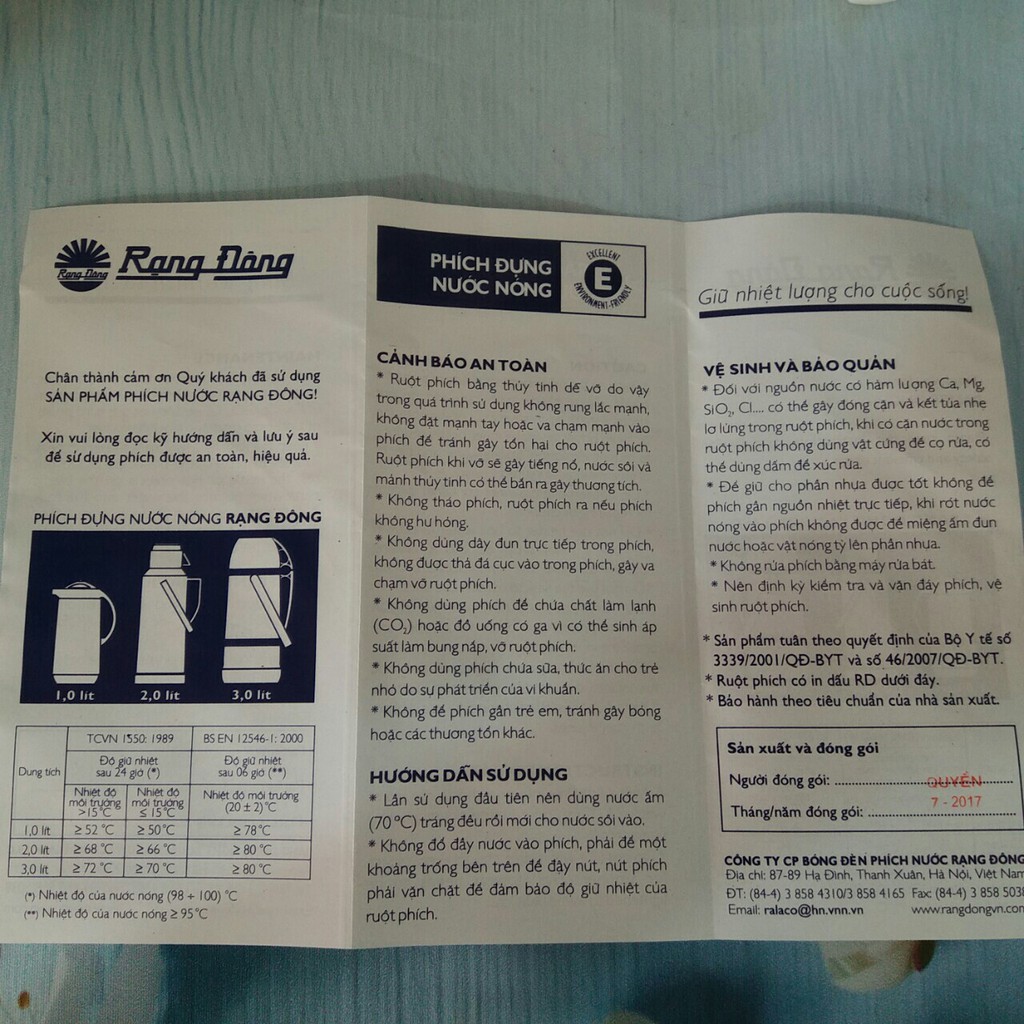 Rạng Đông
Rạng Đông
Chân thành cảm ơn Quý khách đã sử dụng
SẢN PHẨM PHÍCH NƯỚC RẠNG ĐÔNG!
Xin vui lòng đọc kỹ hướng dẫn và lưu ý sau
để sử dụng phích được an toàn, hiệu quả.
PHÍCH ĐỰNG NƯỚC NÓNG RẠNG ĐÔNG
1,0 lít 2,0 lít 3,0 lít
Dung tích
TCVN 1550: 1989
BS EN 12546-1: 2000
Độ giữ nhiệt
sau 24 giờ (*)
Độ giữ nhiệt
sau 06 giờ (**)
Nhiệt độ
môi trường
>15°C
Nhiệt độ
môi trường
≤ 15°C
Nhiệt độ môi trường
(20 ± 2)°C
1,0 lít ≥ 52 °C ≥ 50°C ≥ 78°C
2,0 lít ≥ 68 °C ≥ 66 °C ≥ 80 °C
3,0 lít ≥ 72 °C ≥ 70 °C ≥ 80 °C
(*) Nhiệt độ của nước nóng (98 ÷ 100) °C
(**) Nhiệt độ của nước nóng ≥ 95°C
PHÍCH ĐỰNG
NƯỚC NÓNG
EXCELLENT
E
ENVIRONMENT-FRIENDLY
CẢNH BÁO AN TOÀN
* Ruột phích bằng thủy tinh dễ vỡ do vậy
trong quá trình sử dụng không rung lắc mạnh,
không đặt mạnh tay hoặc va chạm mạnh vào
phích để tránh gây tổn hại cho ruột phích.
Ruột phích khi vỡ sẽ gây tiếng nổ, nước sôi và
mảnh thủy tinh có thể bắn ra gây thương tích.
* Không tháo phích, ruột phích ra nếu phích
không hư hỏng.
* Không dùng dây đun trực tiếp trong phích,
không được thả đá cục vào trong phích, gây va
chạm vỡ ruột phích.
* Không dùng phích để chứa chất làm lạnh
(CO₂) hoặc đồ uống có ga vì có thể sinh áp
suất làm bung nắp, vỡ ruột phích.
* Không dùng phích chứa sữa, thức ăn cho trẻ
nhỏ do sự phát triển của vi khuẩn.
* Không để phích gần trẻ em, tránh gây bỏng
hoặc các thương tổn khác.
HƯỚNG DẪN SỬ DỤNG
* Lần sử dụng đầu tiên nên dùng nước ấm
(70 °C) tráng đều rồi mới cho nước sôi vào.
* Không đổ đầy nước vào phích, phải để một
khoảng trống bên trên để đậy nút, nút phích
phải vặn chặt để đảm bảo độ giữ nhiệt của
ruột phích.
Giữ nhiệt lượng cho cuộc sống!
VỆ SINH VÀ BẢO QUẢN
* Đối với nguồn nước có hàm lượng Ca, Mg,
SiO₂, Cl.... có thể gây đóng cặn và kết tủa nhẹ
lơ lửng trong ruột phích, khi có cặn nước trong
ruột phích không dùng vật cứng để cọ rửa, có
thể dùng dấm để xúc rửa.
* Để giữ cho phần nhựa được tốt không để
phích gần nguồn nhiệt trực tiếp, khi rót nước
nóng vào phích không được để miệng ấm đun
nước hoặc vật nóng tỳ lên phần nhựa.
* Không rửa phích bằng máy rửa bát.
* Nên định kỳ kiểm tra và vặn đáy phích, vệ
sinh ruột phích.
* Sản phẩm tuân theo quyết định của Bộ Y tế số
3339/2001/QĐ-BYT và số 46/2007/QĐ-BYT.
* Ruột phích có in dấu RD dưới đáy.
* Bảo hành theo tiêu chuẩn của nhà sản xuất.
Sản xuất và đóng gói
Người đóng gói: QUYẾN
Tháng/năm đóng gói: 7 - 2017
CÔNG TY CP BÓNG ĐÈN PHÍCH NƯỚC RẠNG ĐÔNG
Địa chỉ: 87-89 Hạ Đình, Thanh Xuân, Hà Nội, Việt Nam
ĐT: (84-4) 3 858 4310/3 858 4165 Fax: (84-4) 3 858 5038
Email: ralaco@hn.vnn.vn www.rangdongvn.com